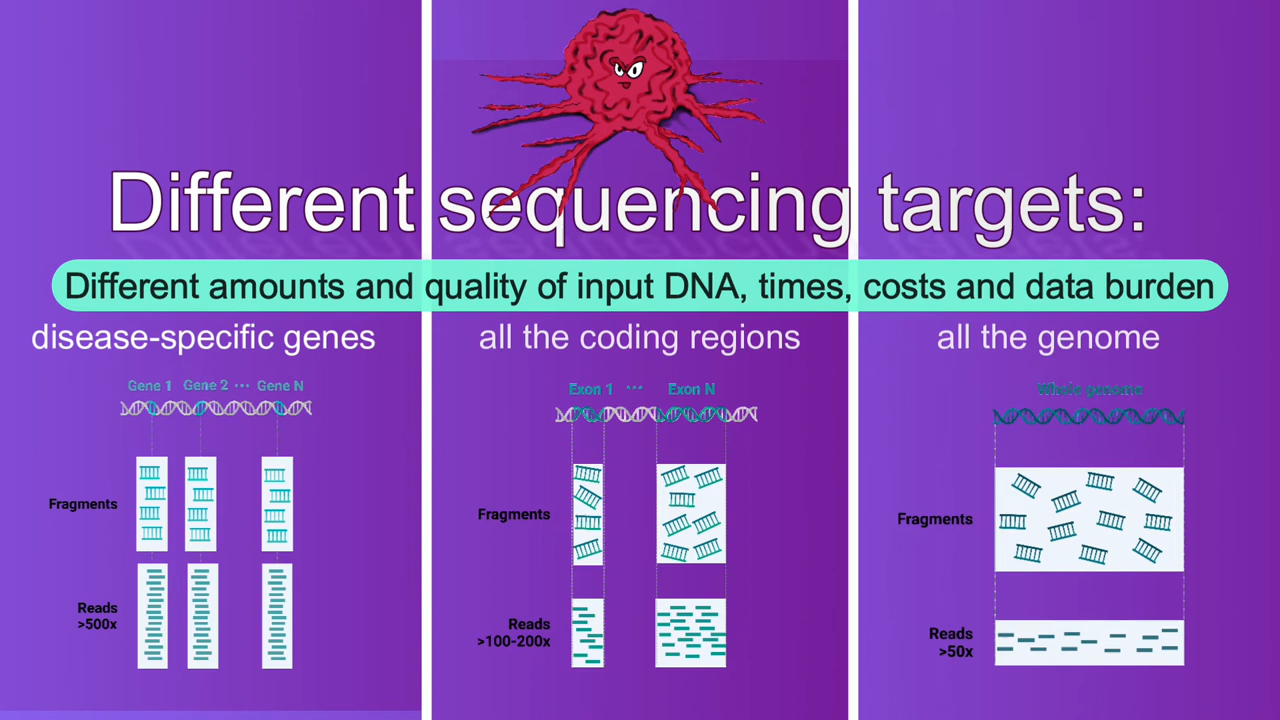 Different sequencing targets:
Different amounts and quality of input DNA, times, costs and data burden
disease-specific genes
Gene 1 Gene 2 ··· Gene N
Fragments
Reads
>500x
all the coding regions
Exon 1 ··· Exon N
Fragments
Reads
>100-200x
all the genome
Whole genome
Fragments
Reads
>50x